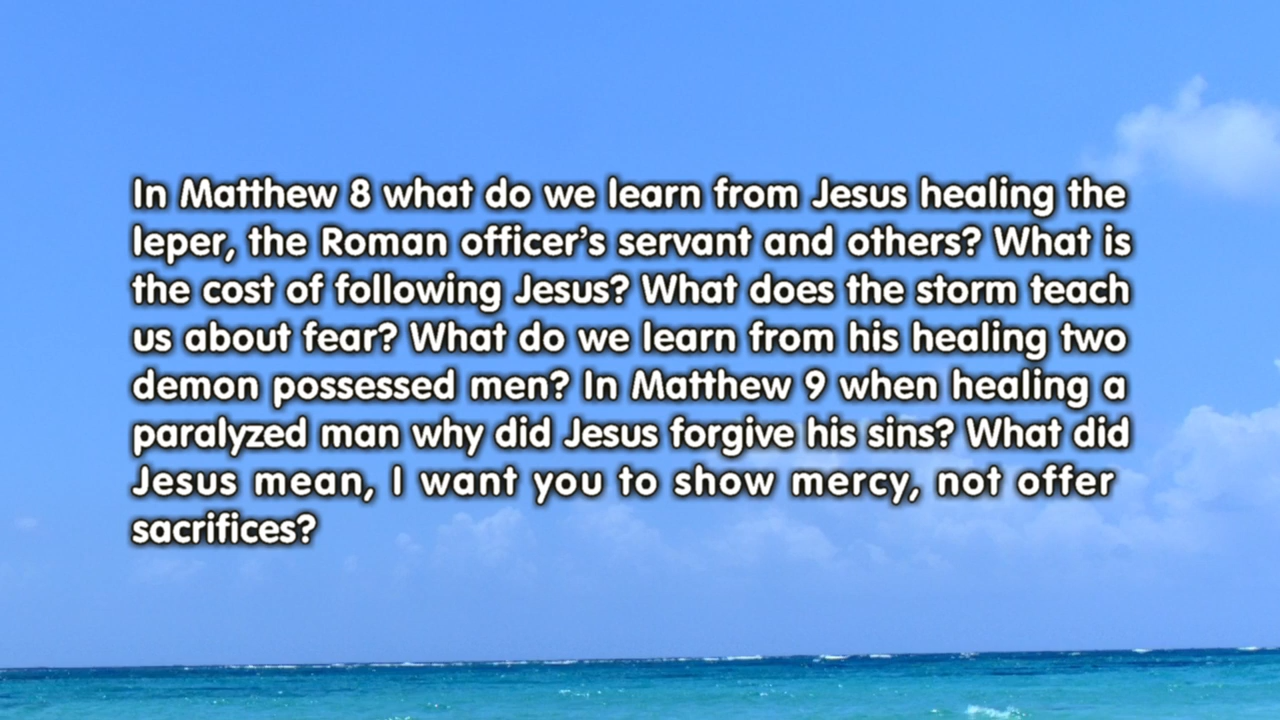 In Matthew 8 what do we learn from Jesus healing the
leper, the Roman officer’s servant and others? What is
the cost of following Jesus? What does the storm teach
us about fear? What do we learn from his healing two
demon possessed men? In Matthew 9 when healing a
paralyzed man why did Jesus forgive his sins? What did
Jesus mean, I want you to show mercy, not offer
sacrifices?